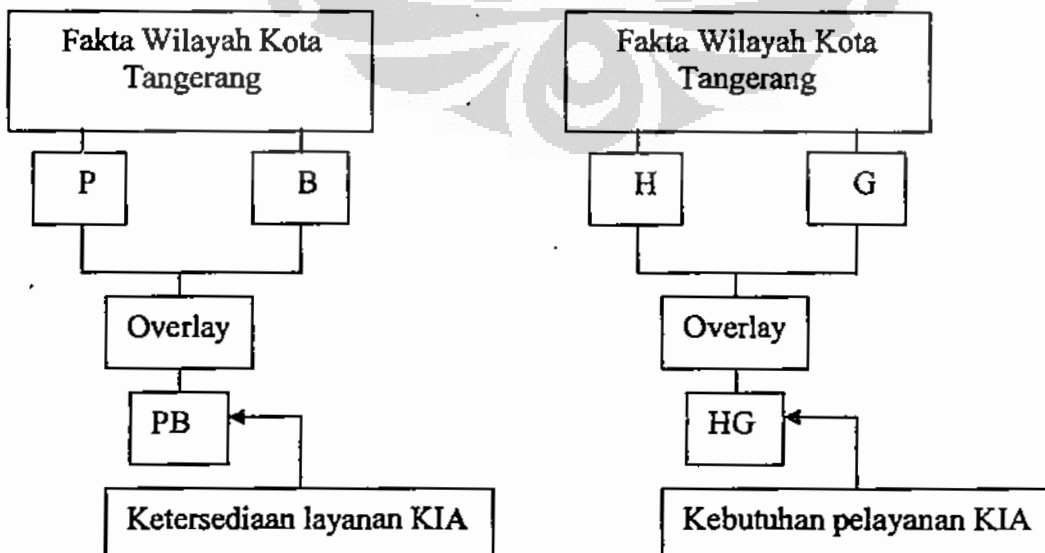 Fakta Wilayah Kota
Tangerang
P
B
Overlay
PB
Ketersediaan layanan KIA
Fakta Wilayah Kota
Tangerang
H
G
Overlay
HG
Kebutuhan pelayanan KIA